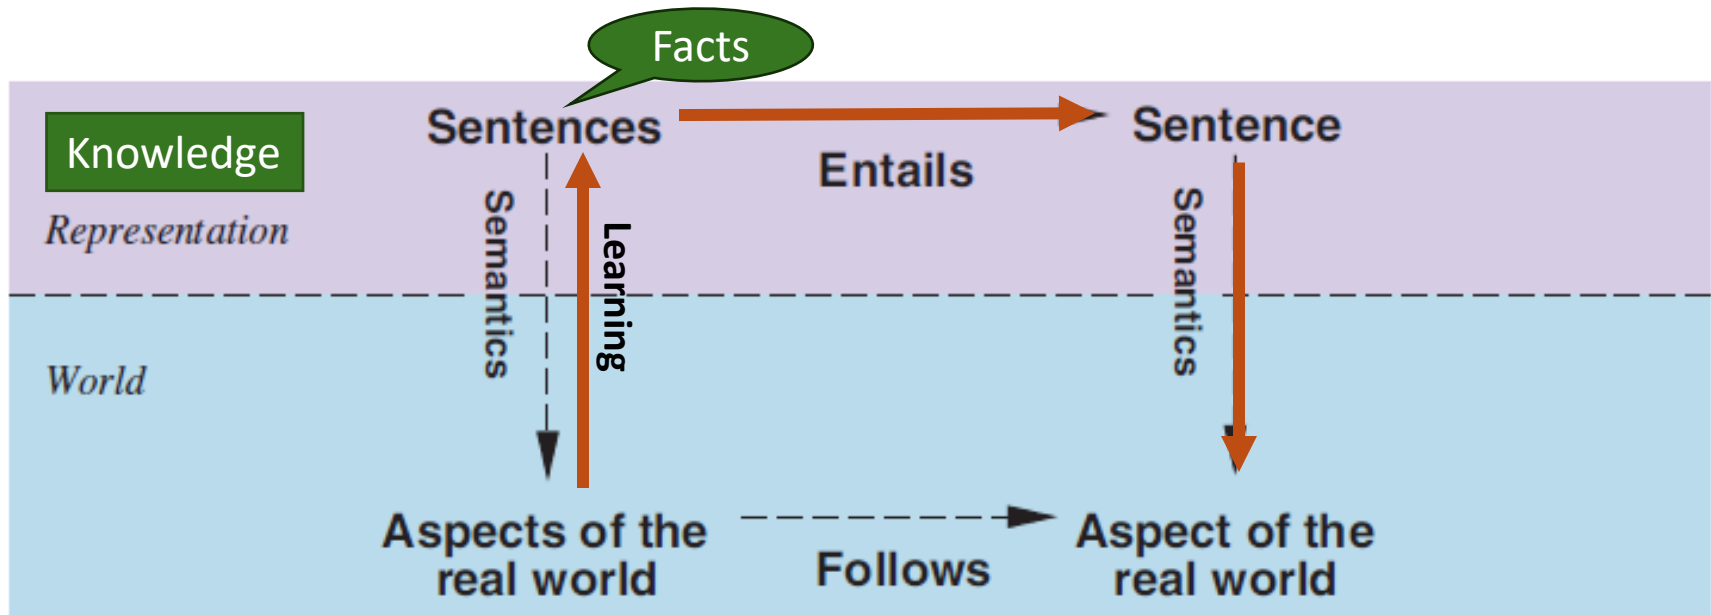 Facts
Sentences
Sentence
Knowledge
Entails
Representation
Semantics
Learning
Semantics
World
Aspects of the
real world
Follows
Aspect of the
real world